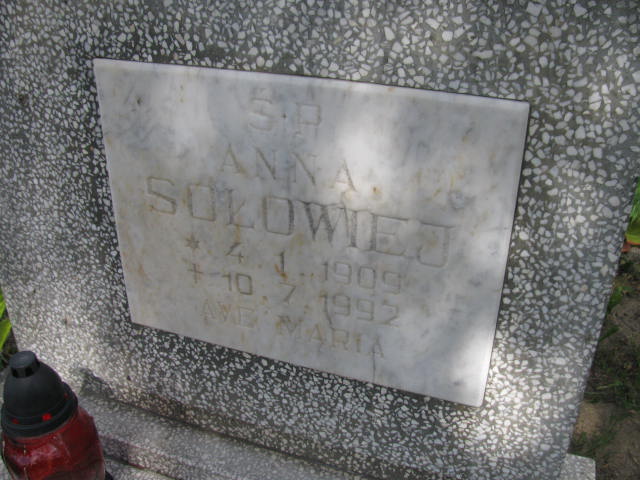 Ś.P.
ANNA
SOŁOWIEJ
* 4.1.1909
+ 10.7.1992
AVE MARIA